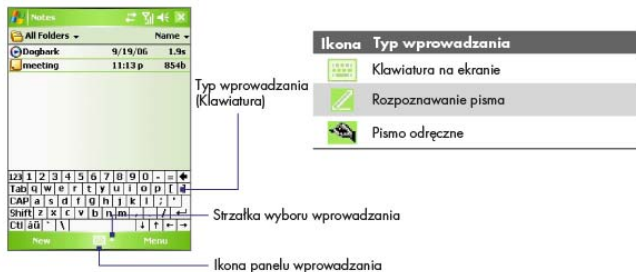 Notes
All Folders
Name
Dogbark 9/19/06 1.9s
meeting 11:13 p 854b
123 1 2 3 4 5 6 7 8 9 0 - =
Tab q w e r t y u i o p [ ]
CAP a s d f g h j k l ; '
Shift z x c v b n m , . /
Ctl áü ` \
New Menu
Typ wprowadzania
(Klawiatura)
Strzałka wyboru wprowadzania
Ikona panelu wprowadzania
Ikona Typ wprowadzania
Klawiatura na ekranie
Rozpoznawanie pisma
Pismo odręczne